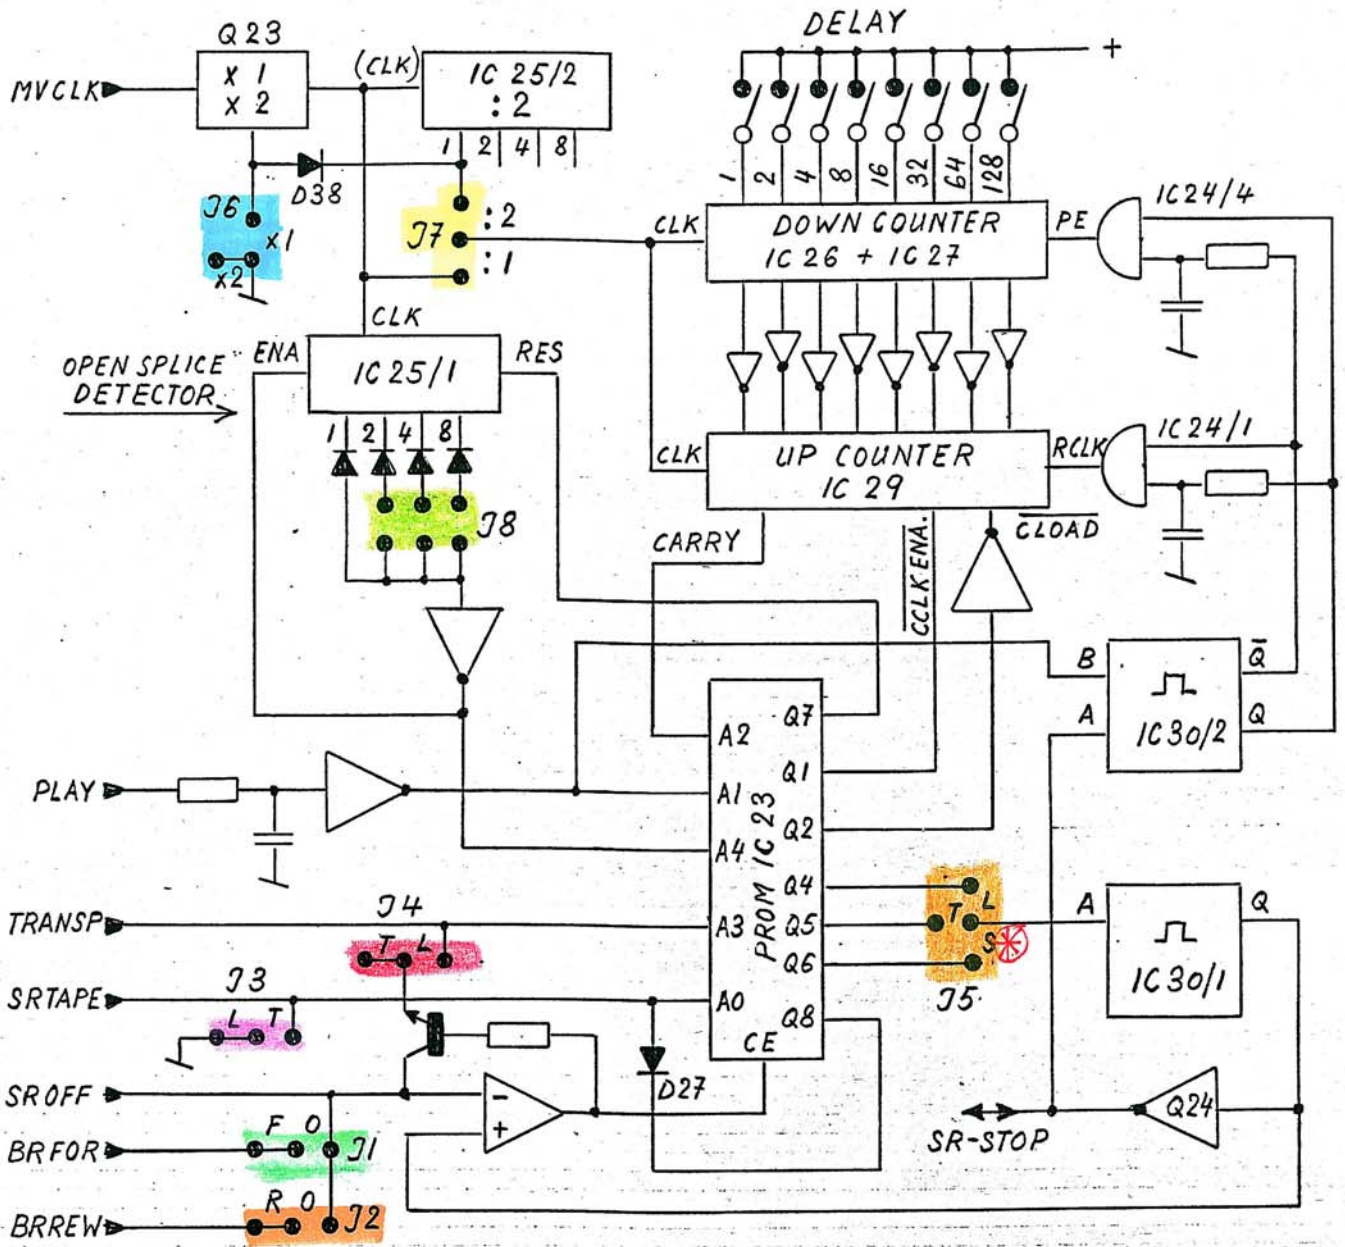 DELAY
+
Q23
MVCLK
X 1
X 2
(CLK)
IC 25/2
:2
1 2 4 8
D38
J6
X1
X2
J7
:2
:1
1 2 4 8 16 32 64 128
CLK
DOWN COUNTER
IC 26 + IC 27
PE
IC24/4
CLK
OPEN SPLICE
DETECTOR
ENA
IC 25/1
RES
1 2 4 8
J8
CLK
UP COUNTER
IC 29
RCLK
IC24/1
CARRY
CCLK ENA.
CLOAD
B
A
IC30/2
Q̅
Q
PLAY
A2
A1
A4
A3
A0
PROM IC 23
CE
Q7
Q1
Q2
Q4
Q5
Q6
Q8
TRANSP
J4
T L
SRTAPE
J3
L T
L
T
S
J5
A
IC30/1
Q
SROFF
-
+
D27
SR-STOP
Q24
BRFOR
F O
J1
BRREW
R O
J2